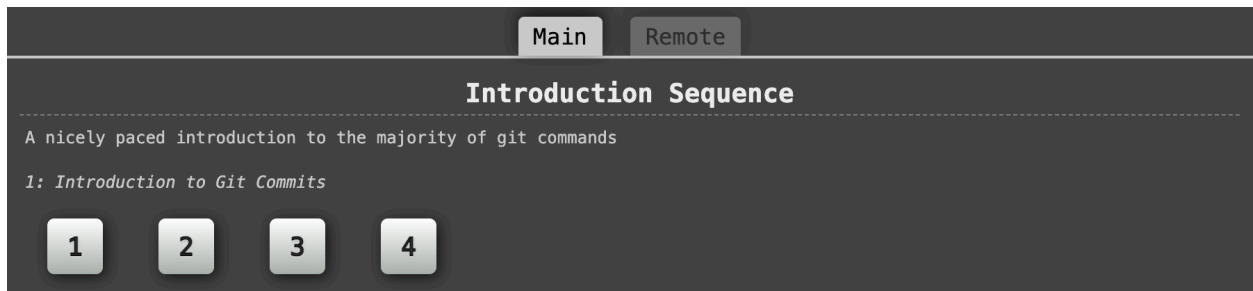 Main Remote
Introduction Sequence
A nicely paced introduction to the majority of git commands
1: Introduction to Git Commits
1 2 3 4